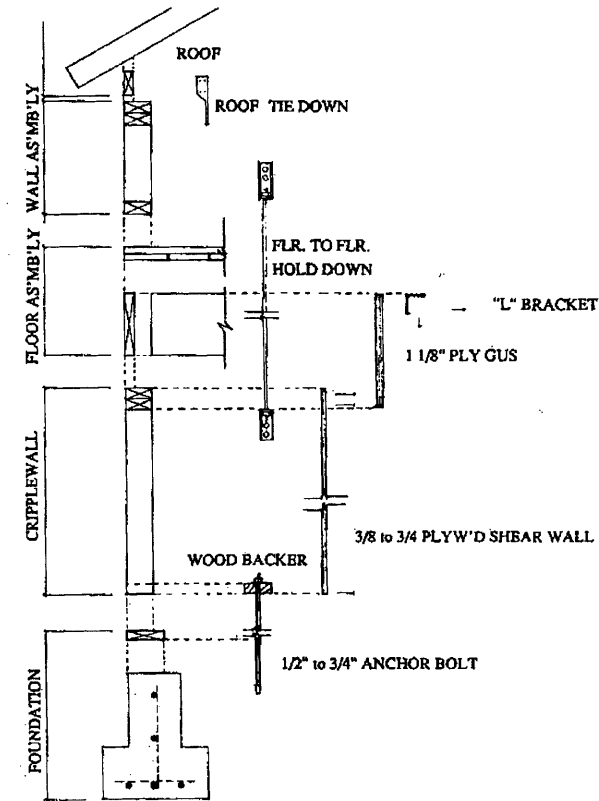 ROOF
ROOF TIE DOWN
WALL AS'MB'LY
FLR. TO FLR.
HOLD DOWN
FLOOR AS'MB'LY
"L" BRACKET
1 1/8" PLY GUS
CRIPPLEWALL
3/8 to 3/4 PLYW'D SHEAR WALL
WOOD BACKER
1/2" to 3/4" ANCHOR BOLT
FOUNDATION